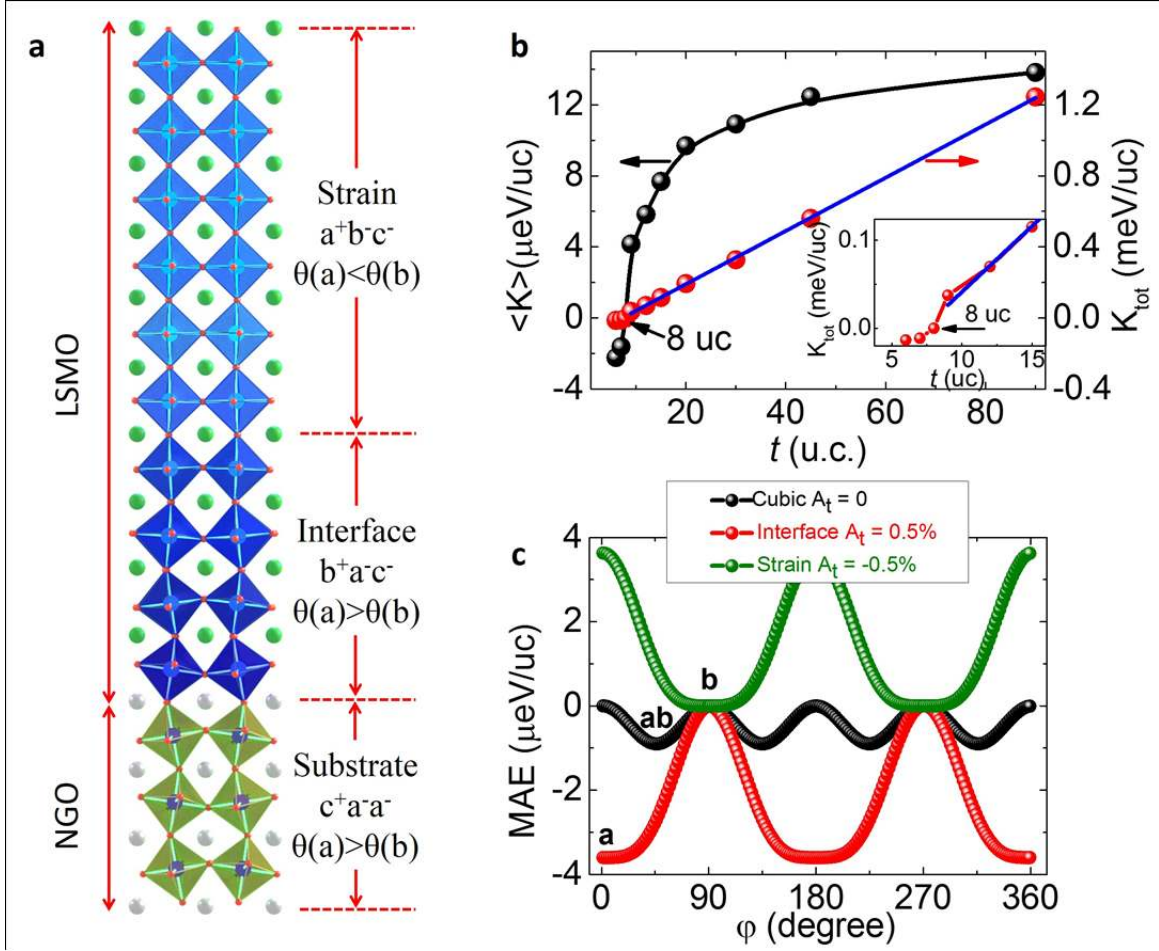 a
LSMO
NGO
Strain
a⁺b⁻c⁻
θ(a)<θ(b)
Interface
b⁺a⁻c⁻
θ(a)>θ(b)
Substrate
c⁺a⁻a⁻
θ(a)>θ(b)
b
<K>(μeV/uc)
12
8
4
0
-4
20
40
60
80
t (u.c.)
8 uc
1.2
0.8
0.4
0.0
-0.4
K_tot (meV/uc)
K_tot (meV/uc)
0.1
0.0
8 uc
5
10
15
t (uc)
Cubic A_t = 0
Interface A_t = 0.5%
Strain A_t = -0.5%
c
MAE (μeV/uc)
4
2
0
-2
-4
b
ab
a
0
90
180
270
360
φ (degree)